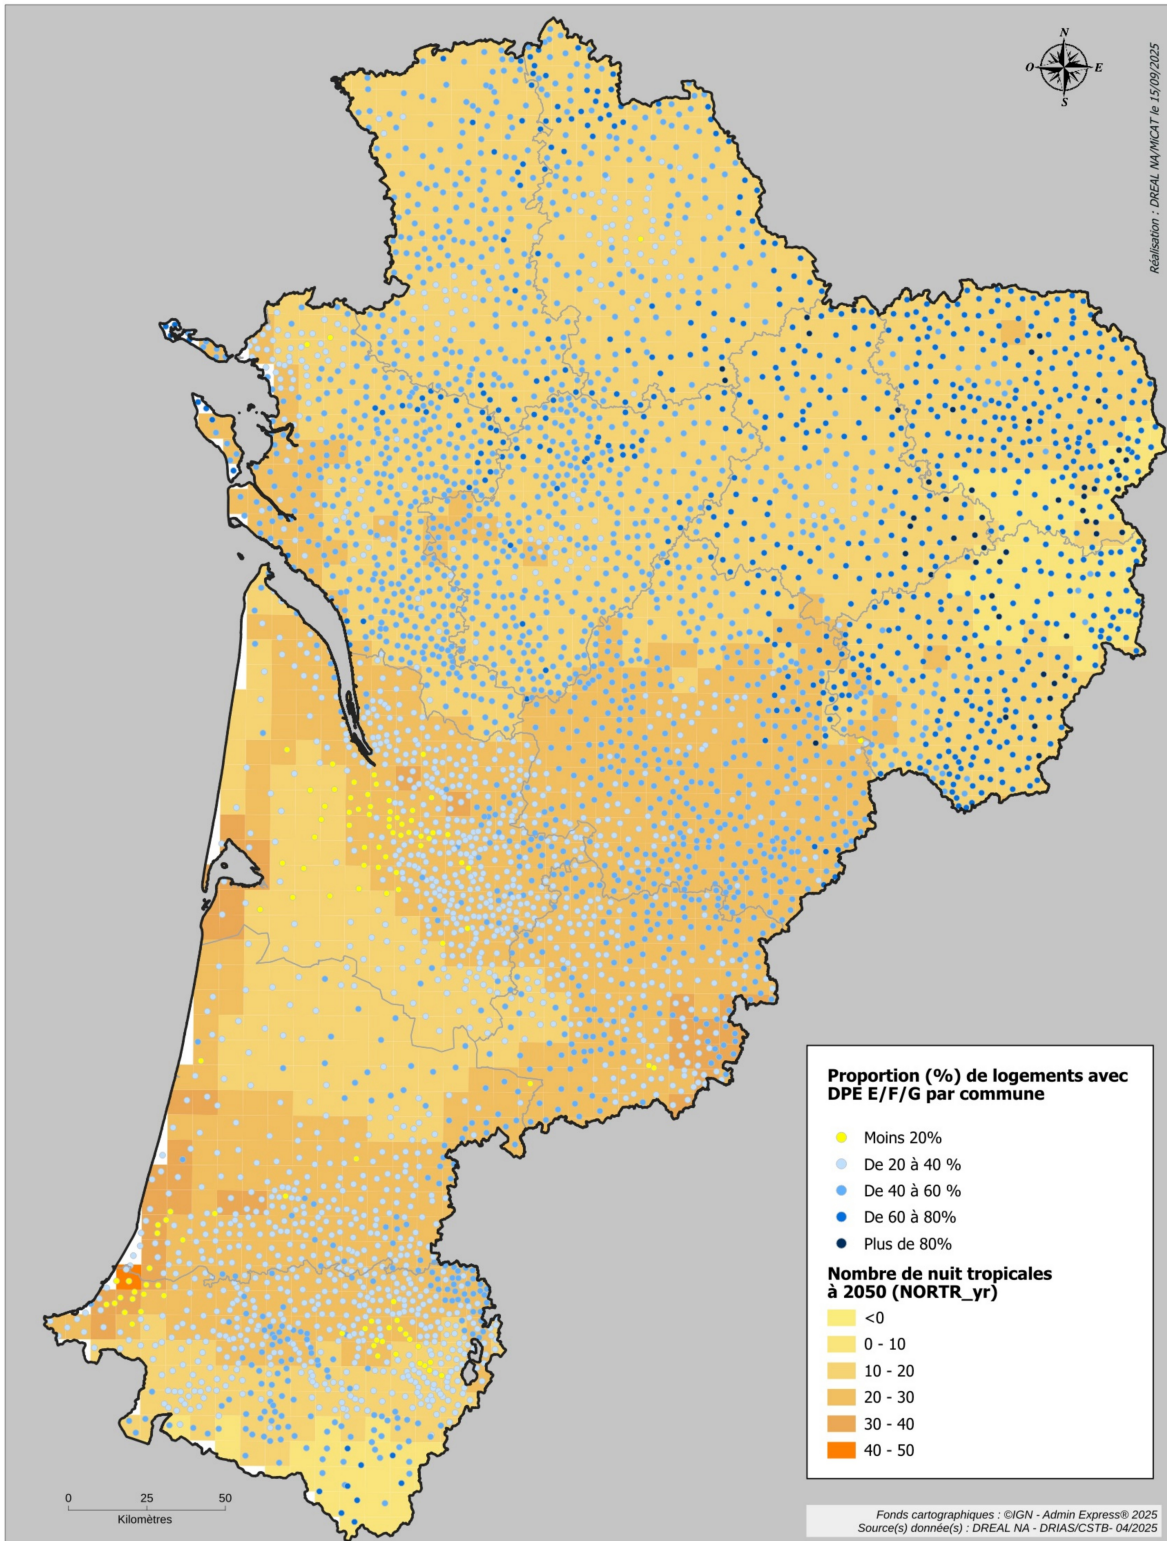 N
O
E
S
Réalisation : DREAL NA/MiCAT le 15/09/2025
Proportion (%) de logements avec
DPE E/F/G par commune
Moins 20%
De 20 à 40 %
De 40 à 60 %
De 60 à 80%
Plus de 80%
Nombre de nuit tropicales
à 2050 (NORTR_yr)
<0
0 - 10
10 - 20
20 - 30
30 - 40
40 - 50
0 25 50
Kilomètres
Fonds cartographiques : ©IGN - Admin Express® 2025
Source(s) donnée(s) : DREAL NA - DRIAS/CSTB- 04/2025